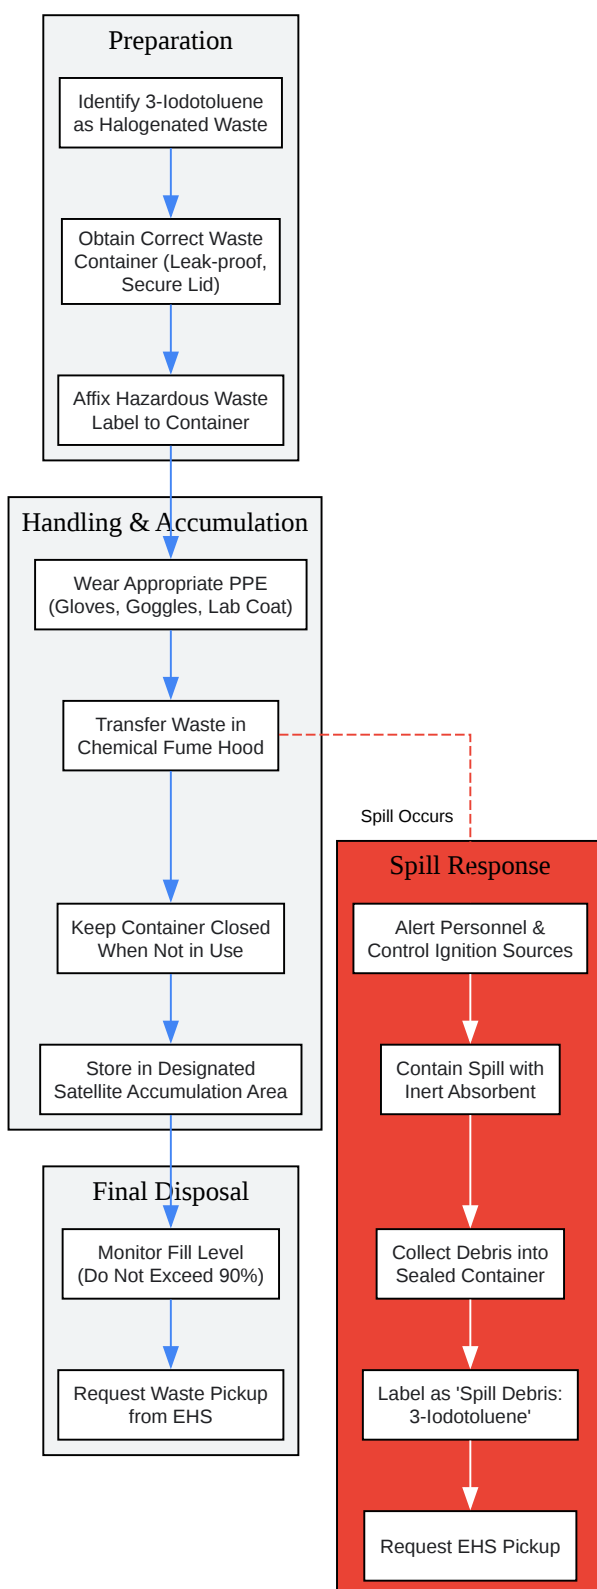 Preparation
Identify 3-Iodotoluene
as Halogenated Waste
Obtain Correct Waste
Container (Leak-proof,
Secure Lid)
Affix Hazardous Waste
Label to Container
Handling & Accumulation
Wear Appropriate PPE
(Gloves, Goggles, Lab Coat)
Transfer Waste in
Chemical Fume Hood
Keep Container Closed
When Not in Use
Store in Designated
Satellite Accumulation Area
Final Disposal
Monitor Fill Level
(Do Not Exceed 90%)
Request Waste Pickup
from EHS
Spill Occurs
Spill Response
Alert Personnel &
Control Ignition Sources
Contain Spill with
Inert Absorbent
Collect Debris into
Sealed Container
Label as 'Spill Debris:
3-Iodotoluene'
Request EHS Pickup